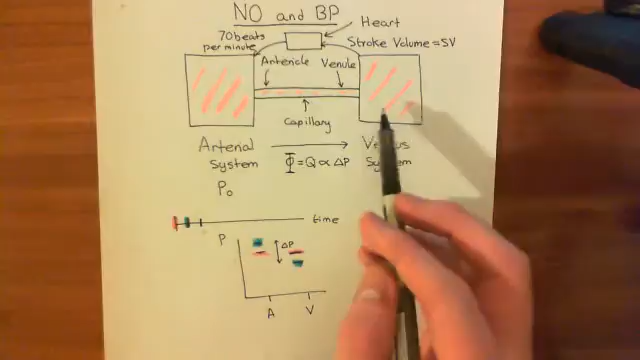 NO and BP
Heart
70 beats
per minute
Stroke Volume = SV
Arteriole
Venule
Capillary
Arterial
System
System
Φ = Q ∝ ΔP
P₀
time
P
ΔP
A
V